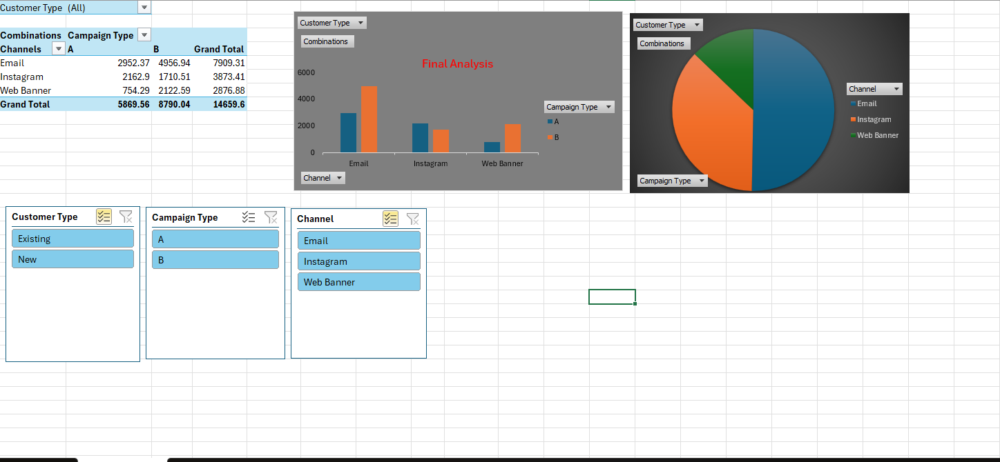 Customer Type (All)
Combinations Campaign Type
Channels A B Grand Total
Email 2952.37 4956.94 7909.31
Instagram 2162.9 1710.51 3873.41
Web Banner 754.29 2122.59 2876.88
Grand Total 5869.56 8790.04 14659.6
Customer Type
Combinations
Final Analysis
6000
4000
2000
0
Email Instagram Web Banner
Campaign Type
A
B
Channel
Customer Type
Combinations
Channel
Email
Instagram
Web Banner
Campaign Type
Customer Type
Existing
New
Campaign Type
A
B
Channel
Email
Instagram
Web Banner